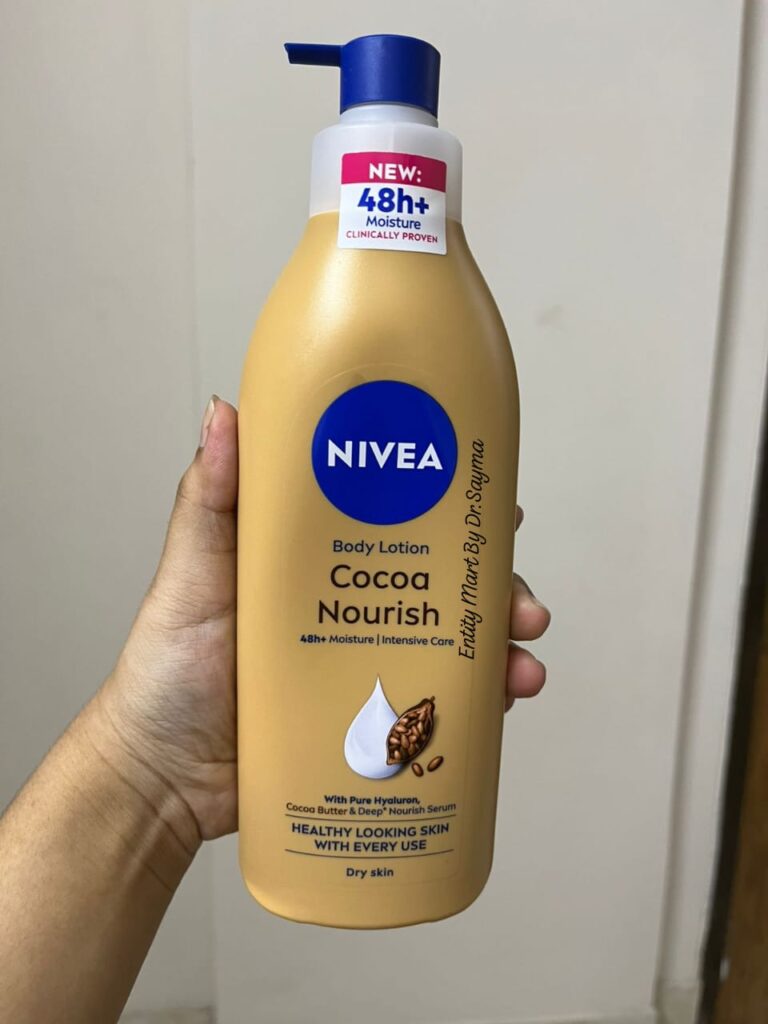 NEW:
48h+
Moisture
CLINICALLY PROVEN
NIVEA
Body Lotion
Cocoa
Nourish
48h+ Moisture | Intensive Care
Entity Mart By Dr.Sayma
With Pure Hyaluron,
Cocoa Butter & Deep* Nourish Serum
HEALTHY LOOKING SKIN
WITH EVERY USE
Dry skin